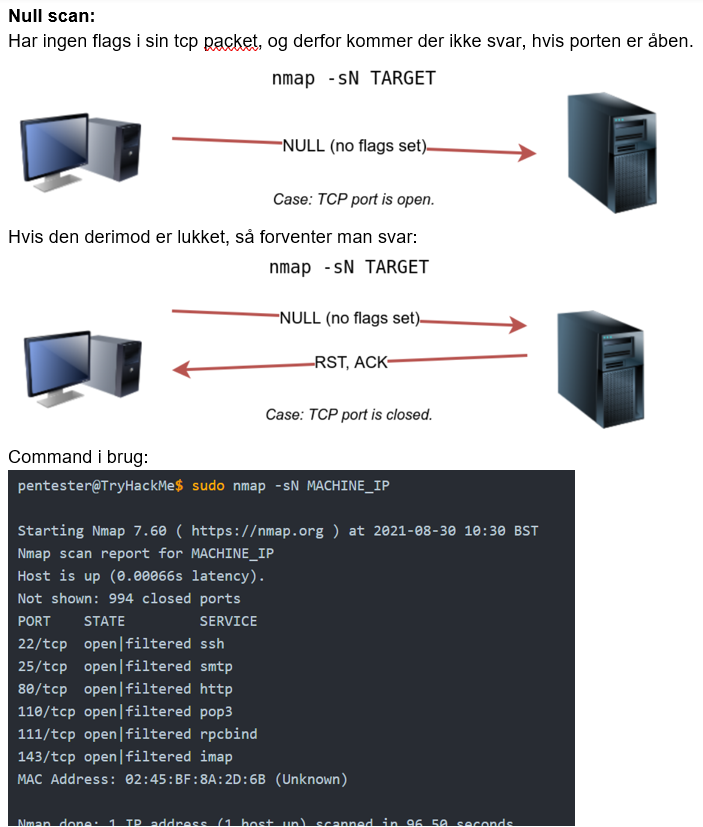 Null scan:
Har ingen flags i sin tcp packet, og derfor kommer der ikke svar, hvis porten er åben.
nmap -sN TARGET
NULL (no flags set)
Case: TCP port is open.
Hvis den derimod er lukket, så forventer man svar:
nmap -sN TARGET
NULL (no flags set)
RST, ACK
Case: TCP port is closed.
Command i brug:
pentester@TryHackMe$ sudo nmap -sN MACHINE_IP
Starting Nmap 7.60 ( https://nmap.org ) at 2021-08-30 10:30 BST
Nmap scan report for MACHINE_IP
Host is up (0.00066s latency).
Not shown: 994 closed ports
PORT    STATE         SERVICE
22/tcp  open|filtered ssh
25/tcp  open|filtered smtp
80/tcp  open|filtered http
110/tcp open|filtered pop3
111/tcp open|filtered rpcbind
143/tcp open|filtered imap
MAC Address: 02:45:BF:8A:2D:6B (Unknown)
Nmap done: 1 IP address (1 host up) scanned in 96.50 seconds